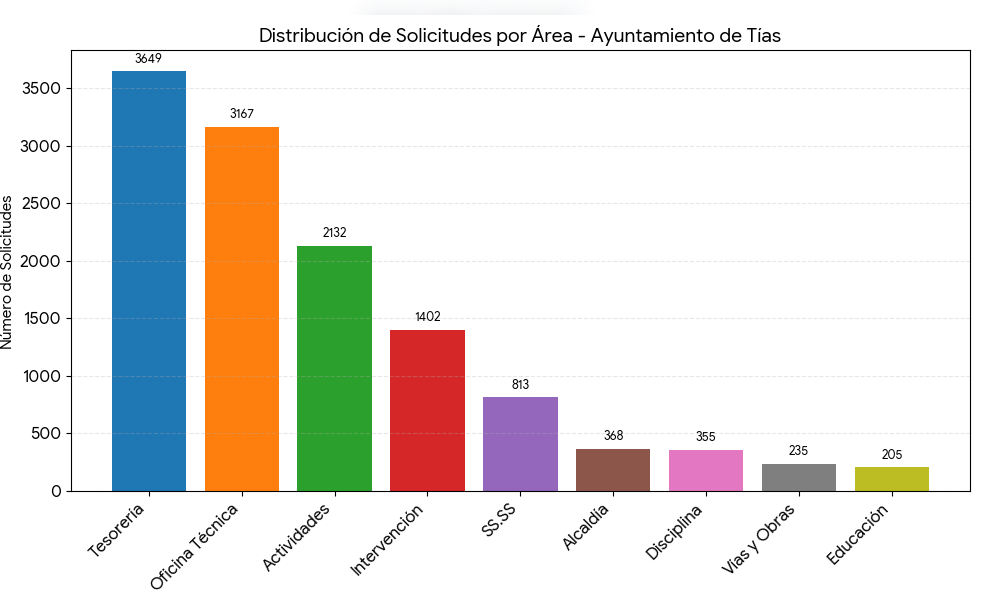 Distribución de Solicitudes por Área - Ayuntamiento de Tías
Número de Solicitudes
3500
3000
2500
2000
1500
1000
500
0
3649
3167
2132
1402
813
368
355
235
205
Tesorería
Oficina Técnica
Actividades
Intervención
SS.SS
Alcaldía
Disciplina
Vías y Obras
Educación